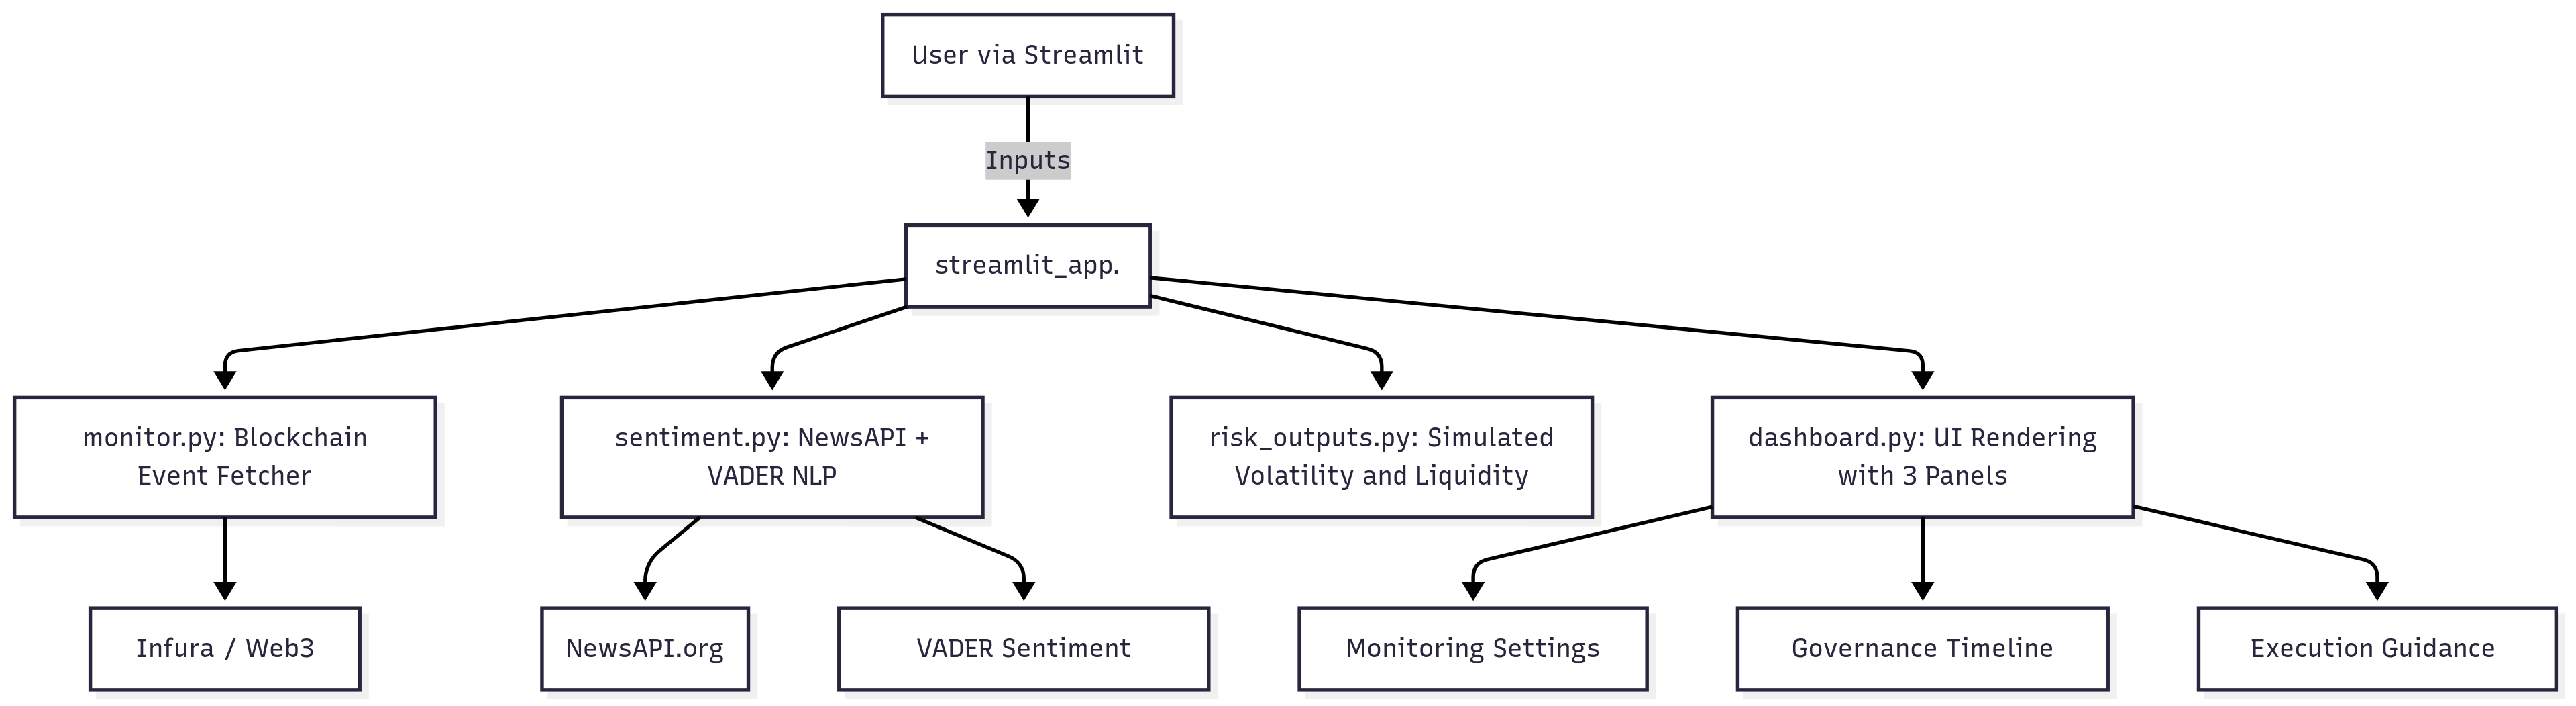 User via Streamlit
Inputs
streamlit_app.
monitor.py: Blockchain
Event Fetcher
sentiment.py: NewsAPI +
VADER NLP
risk_outputs.py: Simulated
Volatility and Liquidity
dashboard.py: UI Rendering
with 3 Panels
Infura / Web3
NewsAPI.org
VADER Sentiment
Monitoring Settings
Governance Timeline
Execution Guidance